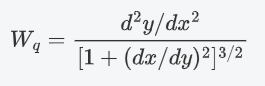 W_q = \frac{d^2y/dx^2}{[1 + (dx/dy)^2]^{3/2}}